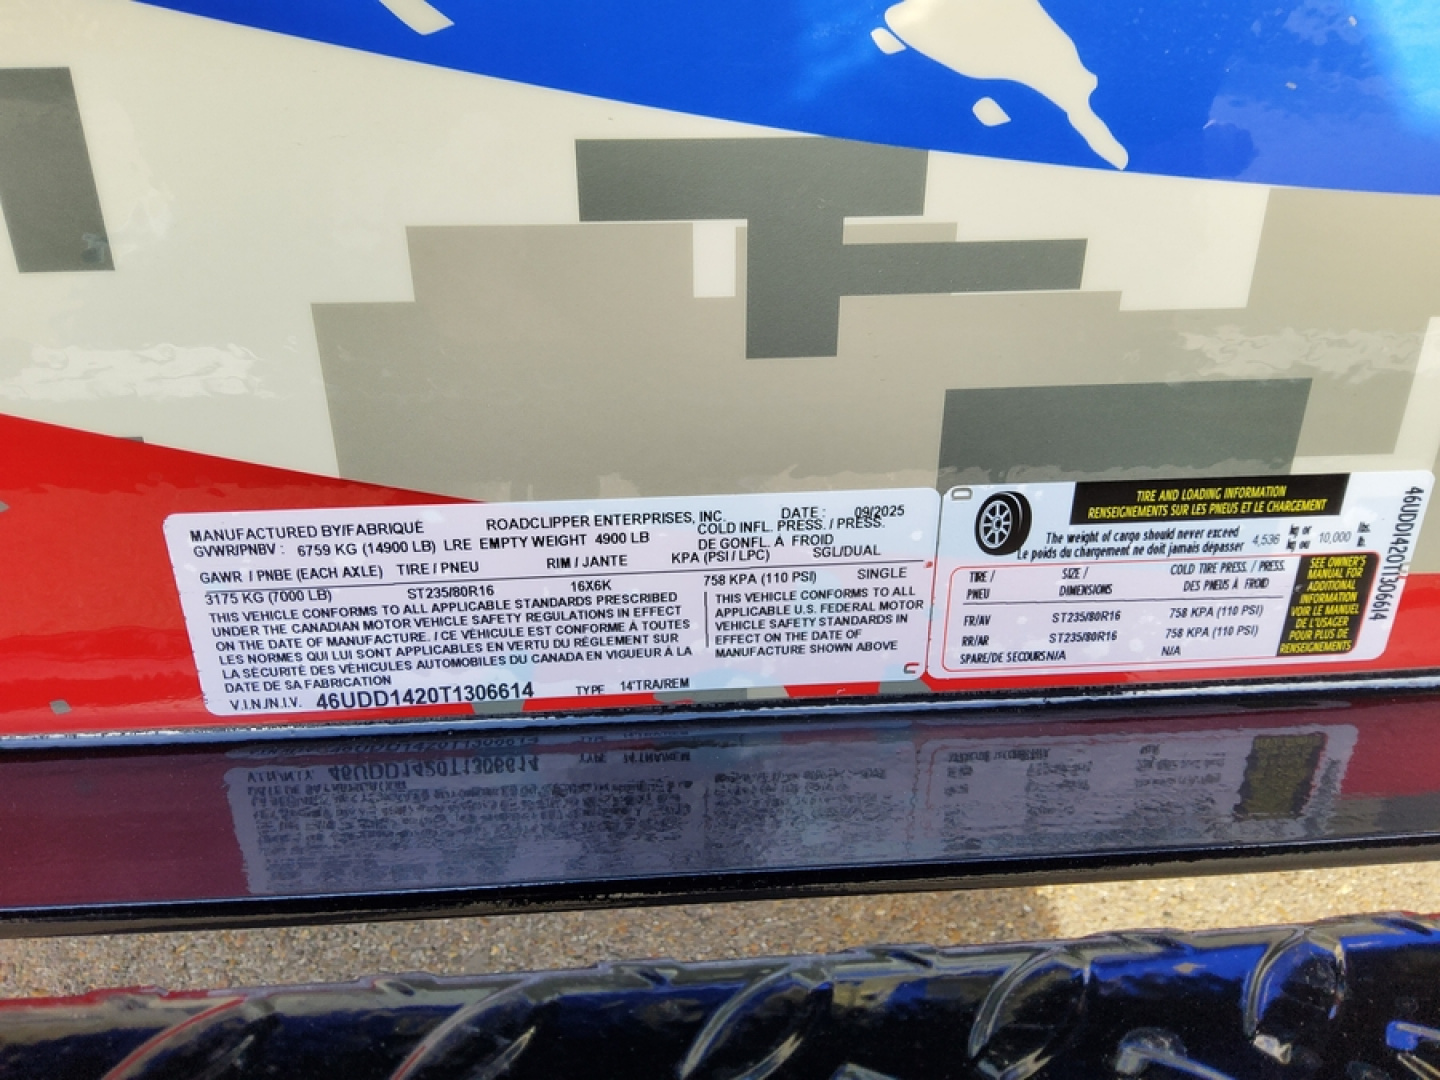 MANUFACTURED BY/FABRIQUÉ ROADCLIPPER ENTERPRISES, INC. DATE : 09/2025
GVWR/PNBV : 6759 KG (14900 LB) LRE EMPTY WEIGHT 4900 LB
COLD INFL. PRESS. / PRESS.
DE GONFL. À FROID
GAWR / PNBE (EACH AXLE) TIRE / PNEU RIM / JANTE KPA (PSI / LPC) SGL/DUAL
3175 KG (7000 LB) ST235/80R16 16X6K 758 KPA (110 PSI) SINGLE
THIS VEHICLE CONFORMS TO ALL APPLICABLE STANDARDS PRESCRIBED
UNDER THE CANADIAN MOTOR VEHICLE SAFETY REGULATIONS IN EFFECT
ON THE DATE OF MANUFACTURE. / CE VÉHICULE EST CONFORME À TOUTES
LES NORMES QUI LUI SONT APPLICABLES EN VERTU DU RÉGLEMENT SUR
LA SÉCURITÉ DES VÉHICULES AUTOMOBILES DU CANADA EN VIGUEUR À LA
DATE DE SA FABRICATION
THIS VEHICLE CONFORMS TO ALL
APPLICABLE U.S. FEDERAL MOTOR
VEHICLE SAFETY STANDARDS IN
EFFECT ON THE DATE OF
MANUFACTURE SHOWN ABOVE
V.I.N./N.I.V. 46UDD1420T1306614 TYPE 14'TRA/REM
TIRE AND LOADING INFORMATION
RENSEIGNEMENTS SUR LES PNEUS ET LE CHARGEMENT
The weight of cargo should never exceed
Le poids du chargement ne doit jamais dépasser
4,536 kg or
kg ou
10,000 lbs
lb
TIRE / SIZE / COLD TIRE PRESS. / PRESS.
PNEU DIMENSIONS DES PNEUS À FROID
FR/AV ST235/80R16 758 KPA (110 PSI)
RR/AR ST235/80R16 758 KPA (110 PSI)
SPARE/DE SECOURS N/A N/A
SEE OWNER'S
MANUAL FOR
ADDITIONAL
INFORMATION
VOIR LE MANUEL
DE L'USAGER
POUR PLUS DE
RENSEIGNEMENTS
46UDD1420T1306614